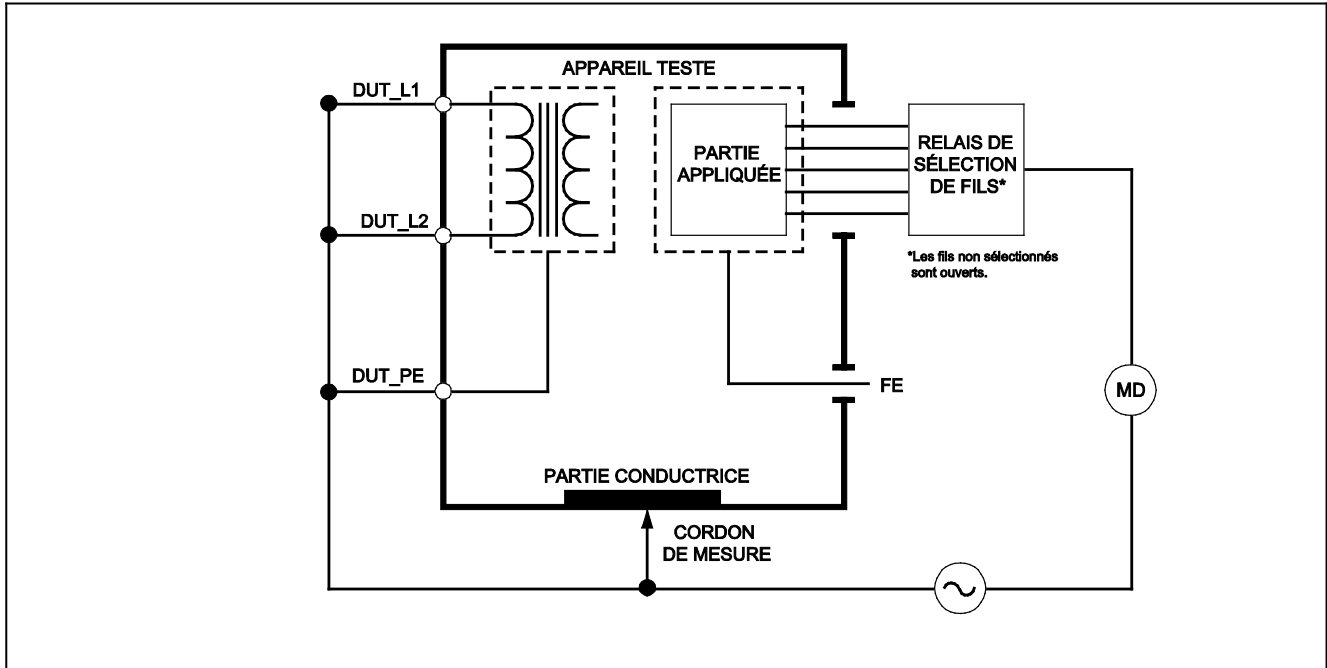 APPAREIL TESTE
DUT_L1
DUT_L2
DUT_PE
PARTIE
APPLIQUÉE
RELAIS DE
SÉLECTION
DE FILS*
*Les fils non sélectionnés
sont ouverts.
FE
MD
PARTIE CONDUCTRICE
CORDON
DE MESURE